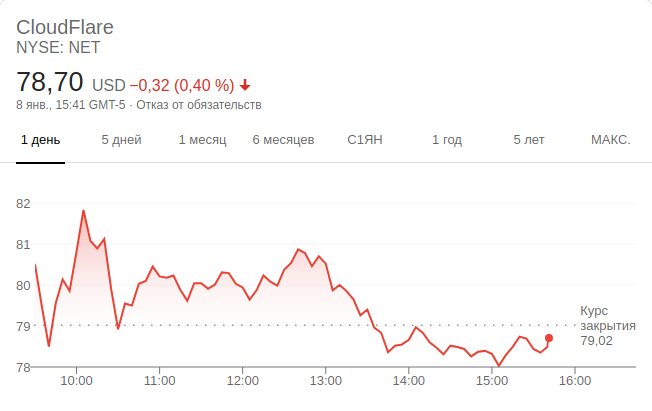 CloudFlare
NYSE: NET
78,70 USD −0,32 (0,40 %)
8 янв., 15:41 GMT-5 · Отказ от обязательств
1 день 5 дней 1 месяц 6 месяцев С1ЯН 1 год 5 лет МАКС.
82
81
80
79
78
Курс
закрытия
79,02
10:00 11:00 12:00 13:00 14:00 15:00 16:00